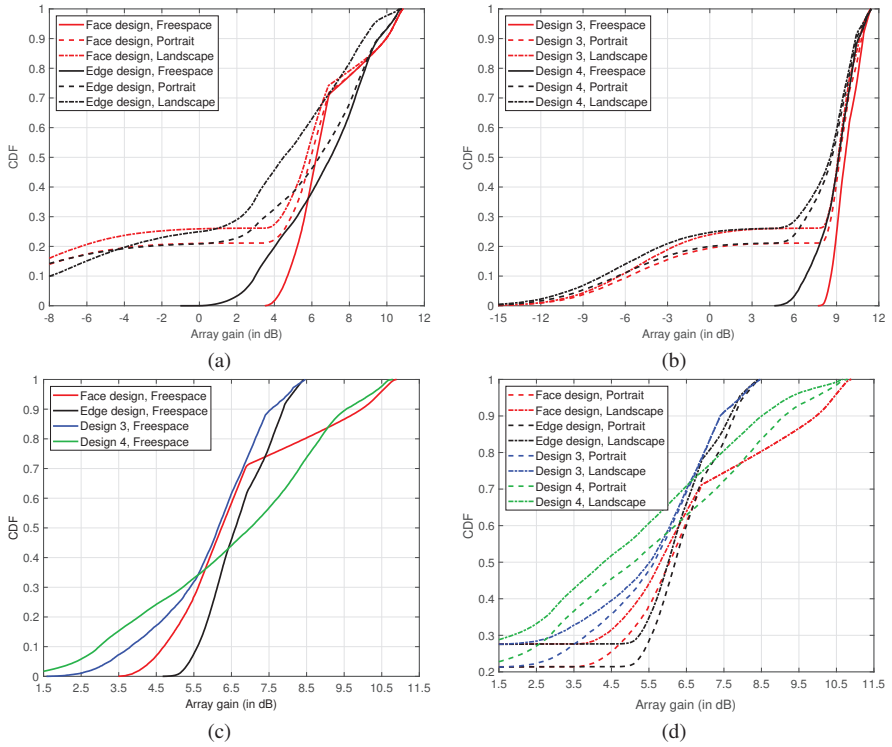 1
0.9
0.8
0.7
0.6
0.5
0.4
0.3
0.2
0.1
0
CDF
Face design, Freespace
Face design, Portrait
Face design, Landscape
Edge design, Freespace
Edge design, Portrait
Edge design, Landscape
-8 -6 -4 -2 0 2 4 6 8 10 12
Array gain (in dB)
(a)
1
0.9
0.8
0.7
0.6
0.5
0.4
0.3
0.2
0.1
0
CDF
Design 3, Freespace
Design 3, Portrait
Design 3, Landscape
Design 4, Freespace
Design 4, Portrait
Design 4, Landscape
-15 -12 -9 -6 -3 0 3 6 9 12
Array gain (in dB)
(b)
1
0.9
0.8
0.7
0.6
0.5
0.4
0.3
0.2
0.1
0
CDF
Face design, Freespace
Edge design, Freespace
Design 3, Freespace
Design 4, Freespace
1.5 2.5 3.5 4.5 5.5 6.5 7.5 8.5 9.5 10.5 11.5
Array gain (in dB)
(c)
1
0.9
0.8
0.7
0.6
0.5
0.4
0.3
0.2
CDF
Face design, Portrait
Face design, Landscape
Edge design, Portrait
Edge design, Landscape
Design 3, Portrait
Design 3, Landscape
Design 4, Portrait
Design 4, Landscape
1.5 2.5 3.5 4.5 5.5 6.5 7.5 8.5 9.5 10.5 11.5
Array gain (in dB)
(d)